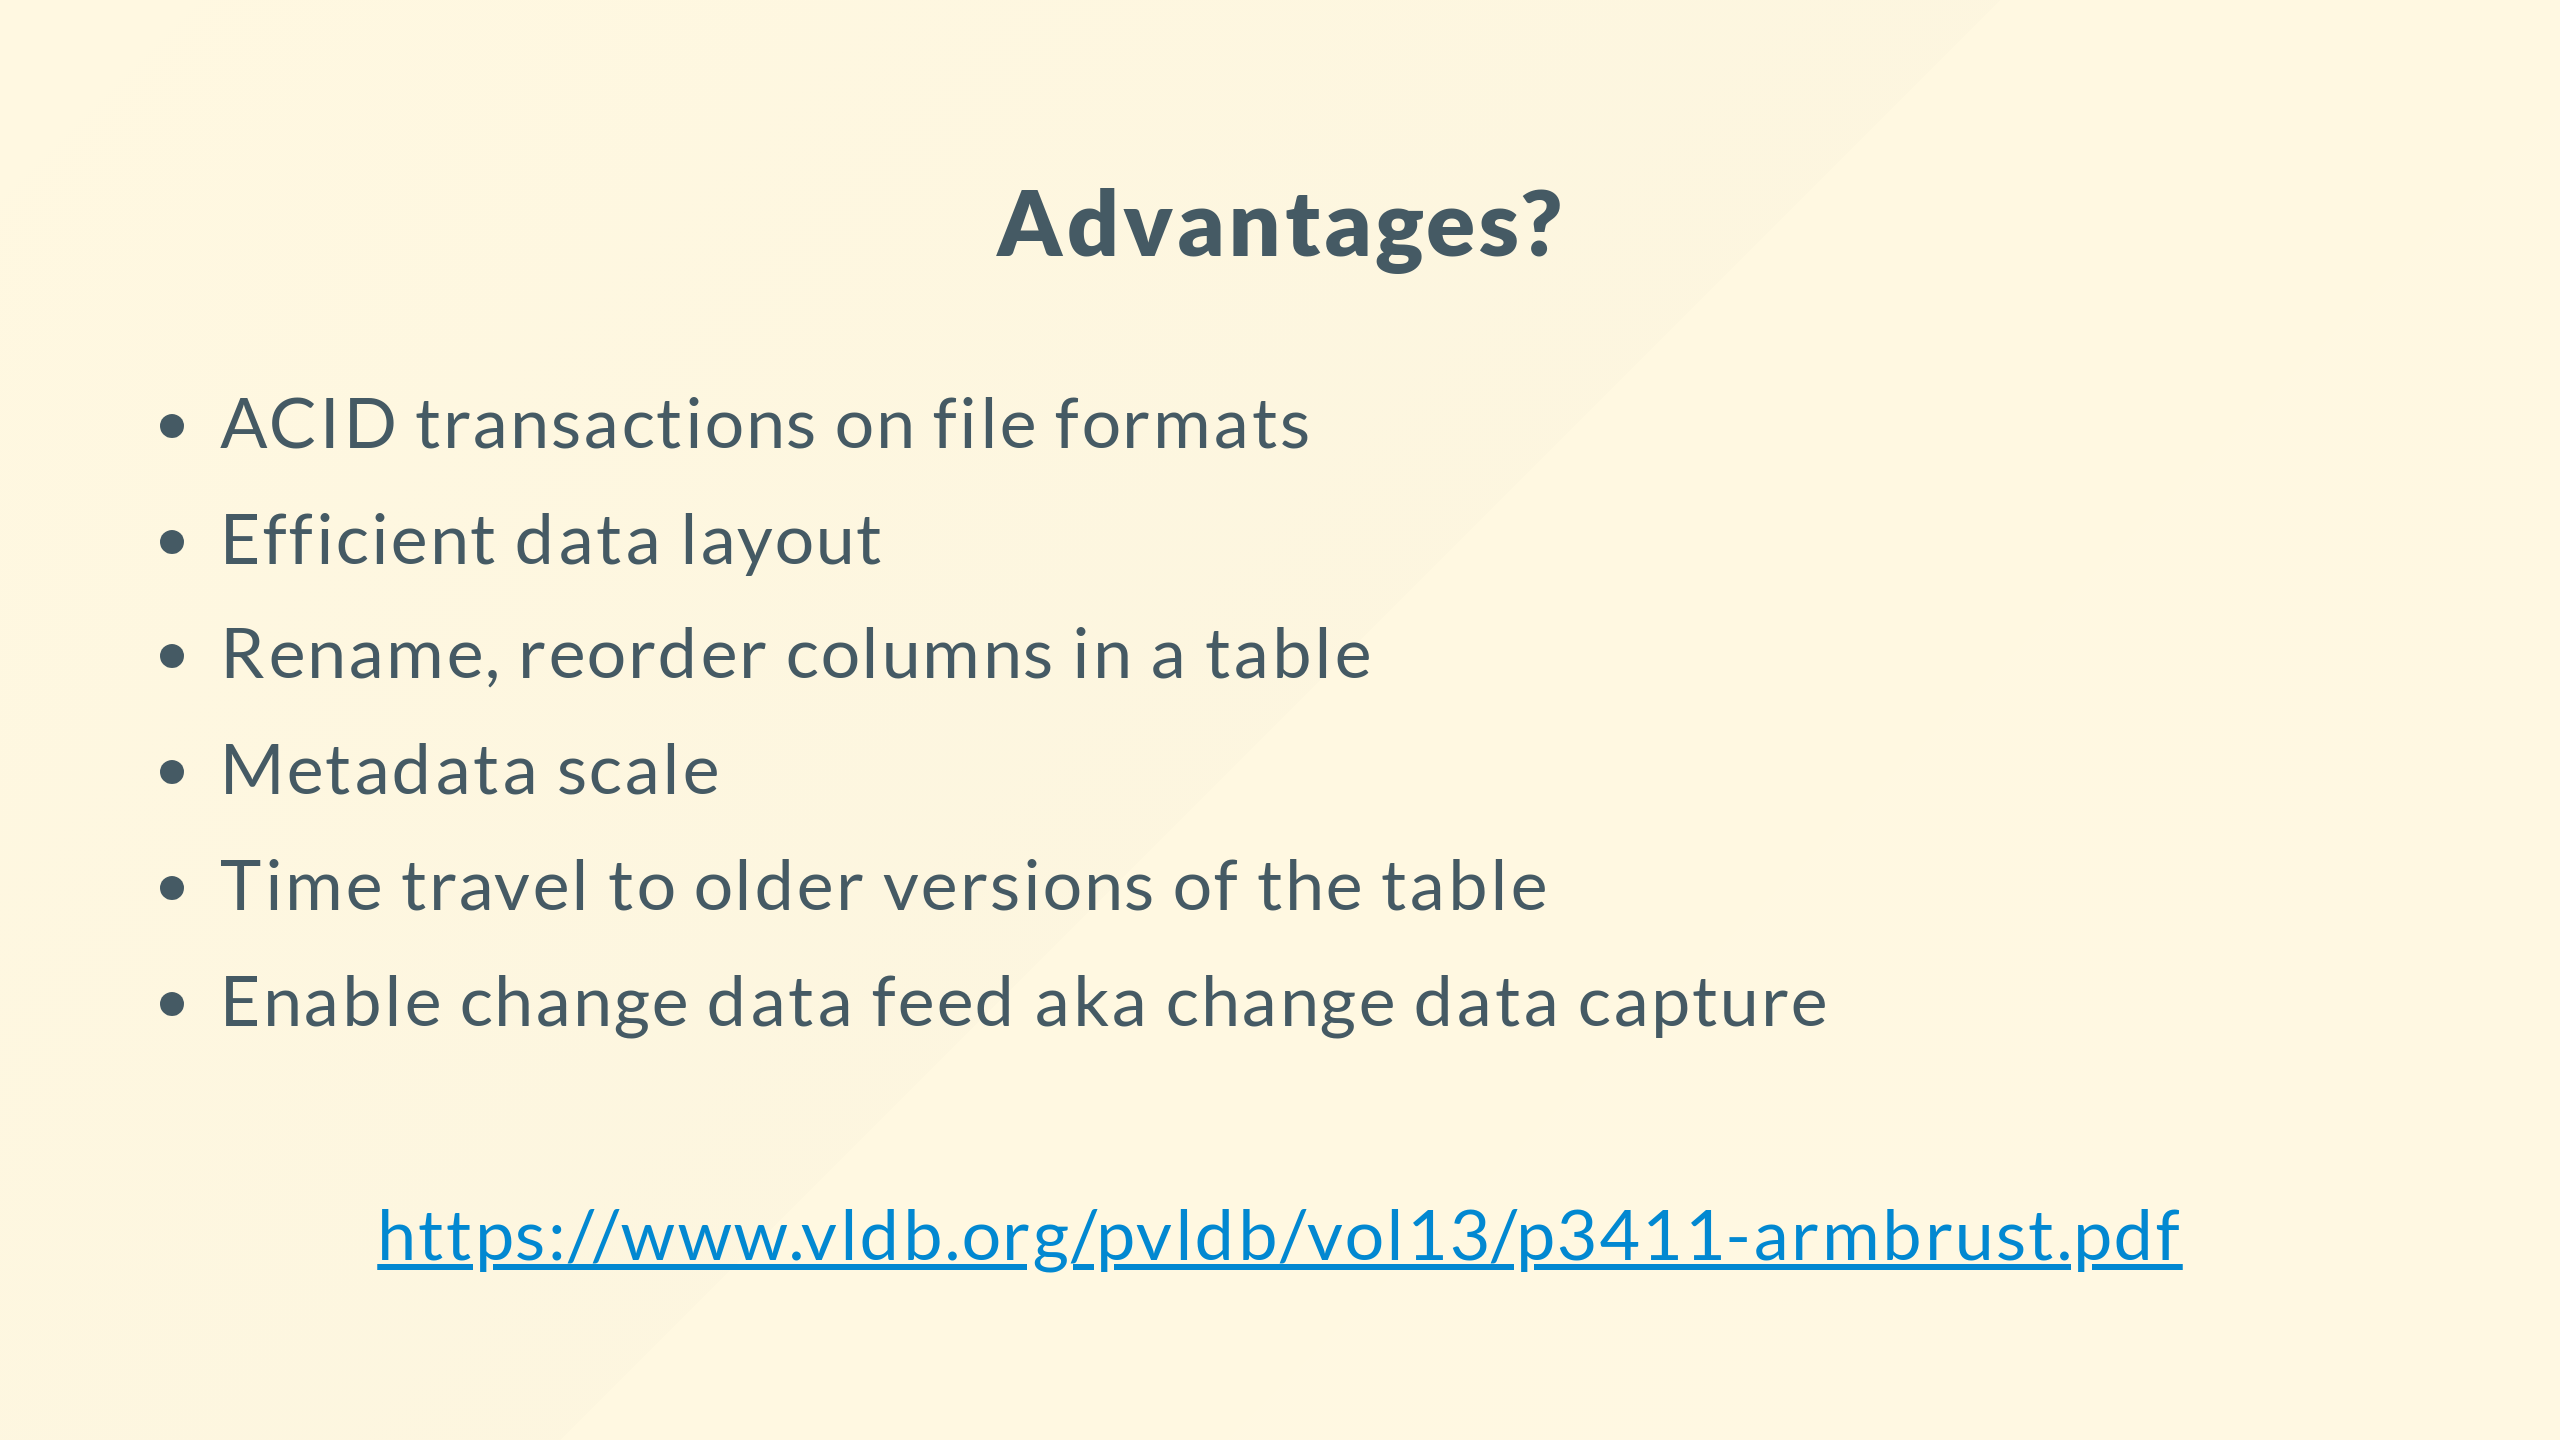 Advantages?
ACID transactions on file formats
Efficient data layout
Rename, reorder columns in a table
Metadata scale
Time travel to older versions of the table
Enable change data feed aka change data capture
https://www.vldb.org/pvldb/vol13/p3411-armbrust.pdf